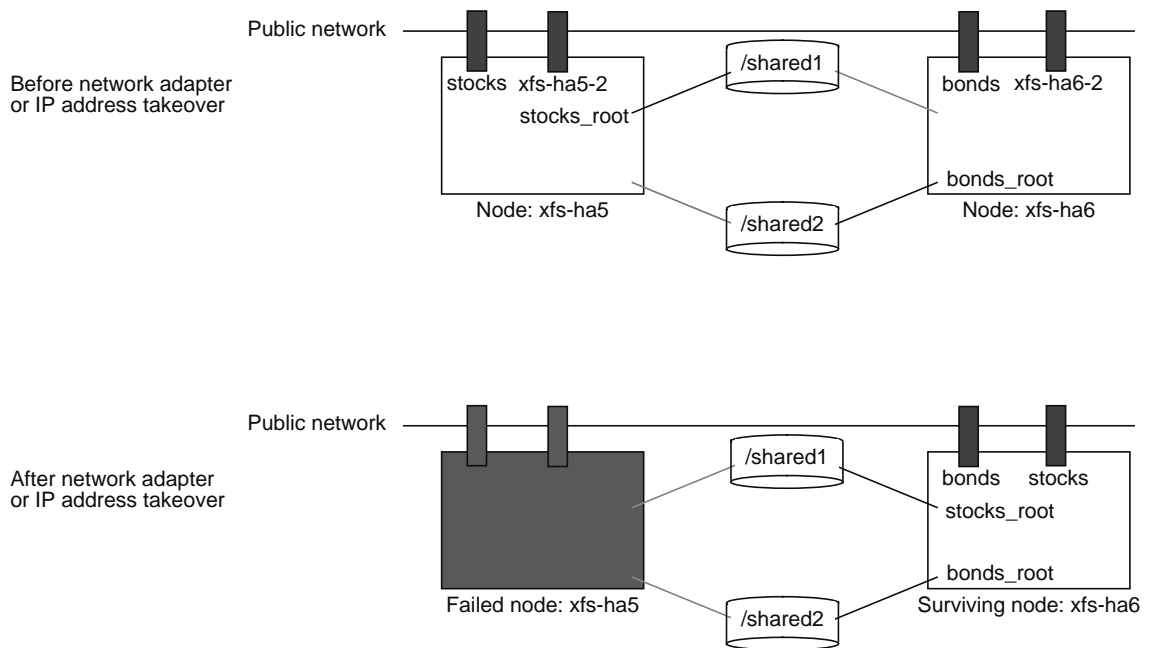 Public network
Before network adapter
or IP address takeover
stocks xfs-ha5-2
stocks_root
Node: xfs-ha5
/shared1
/shared2
bonds xfs-ha6-2
bonds_root
Node: xfs-ha6
Public network
After network adapter
or IP address takeover
Failed node: xfs-ha5
/shared1
/shared2
bonds stocks
stocks_root
bonds_root
Surviving node: xfs-ha6